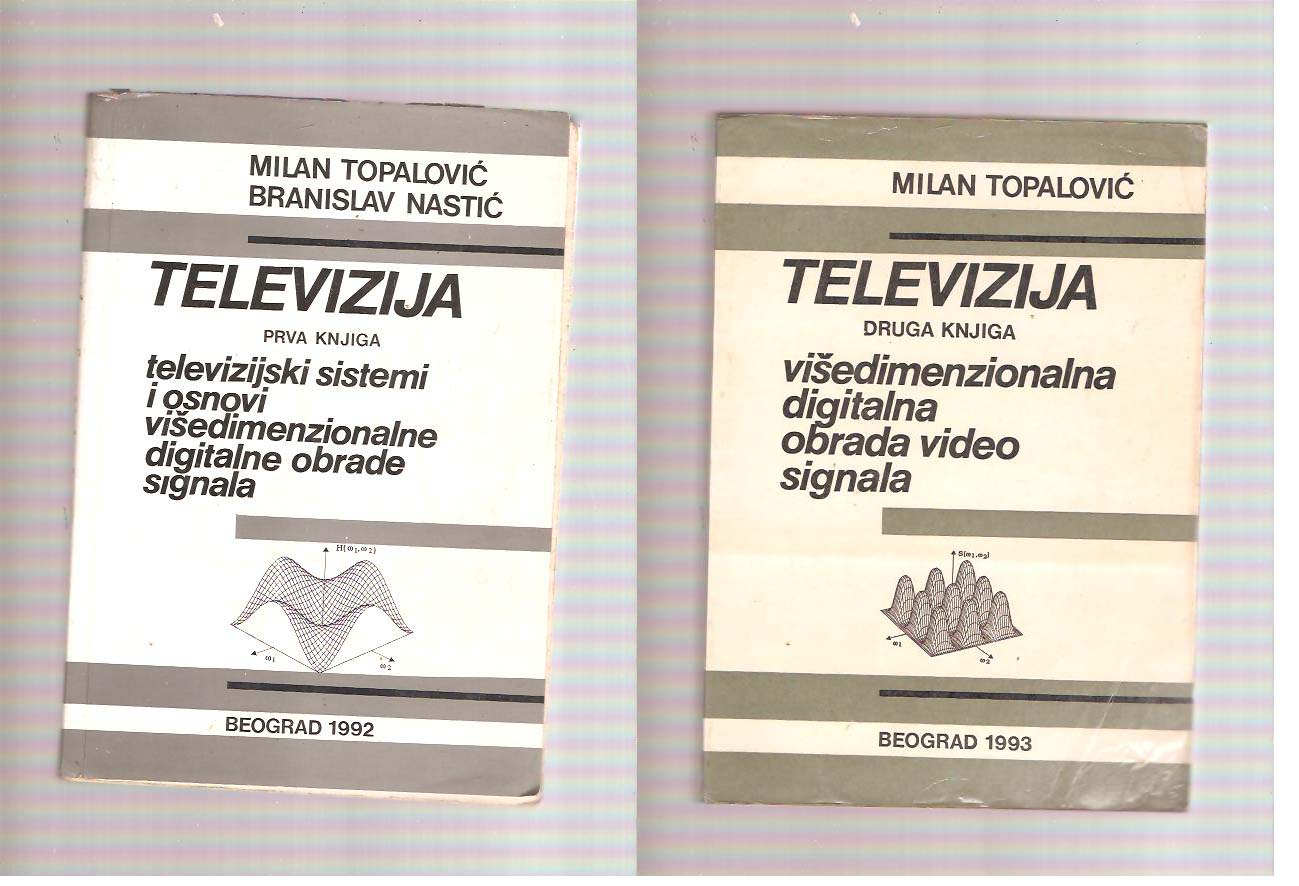 MILAN TOPALOVIĆ
BRANISLAV NASTIĆ
TELEVIZIJA
PRVA KNJIGA
televizijski sistemi
i osnovi
višedimenzionalne
digitalne obrade
signala
H(ω₁,ω₂)
ω₁
ω₂
BEOGRAD 1992
MILAN TOPALOVIĆ
TELEVIZIJA
DRUGA KNJIGA
višedimenzionalna
digitalna
obrada video
signala
S(ω₁,ω₂)
ω₁
ω₂
BEOGRAD 1993